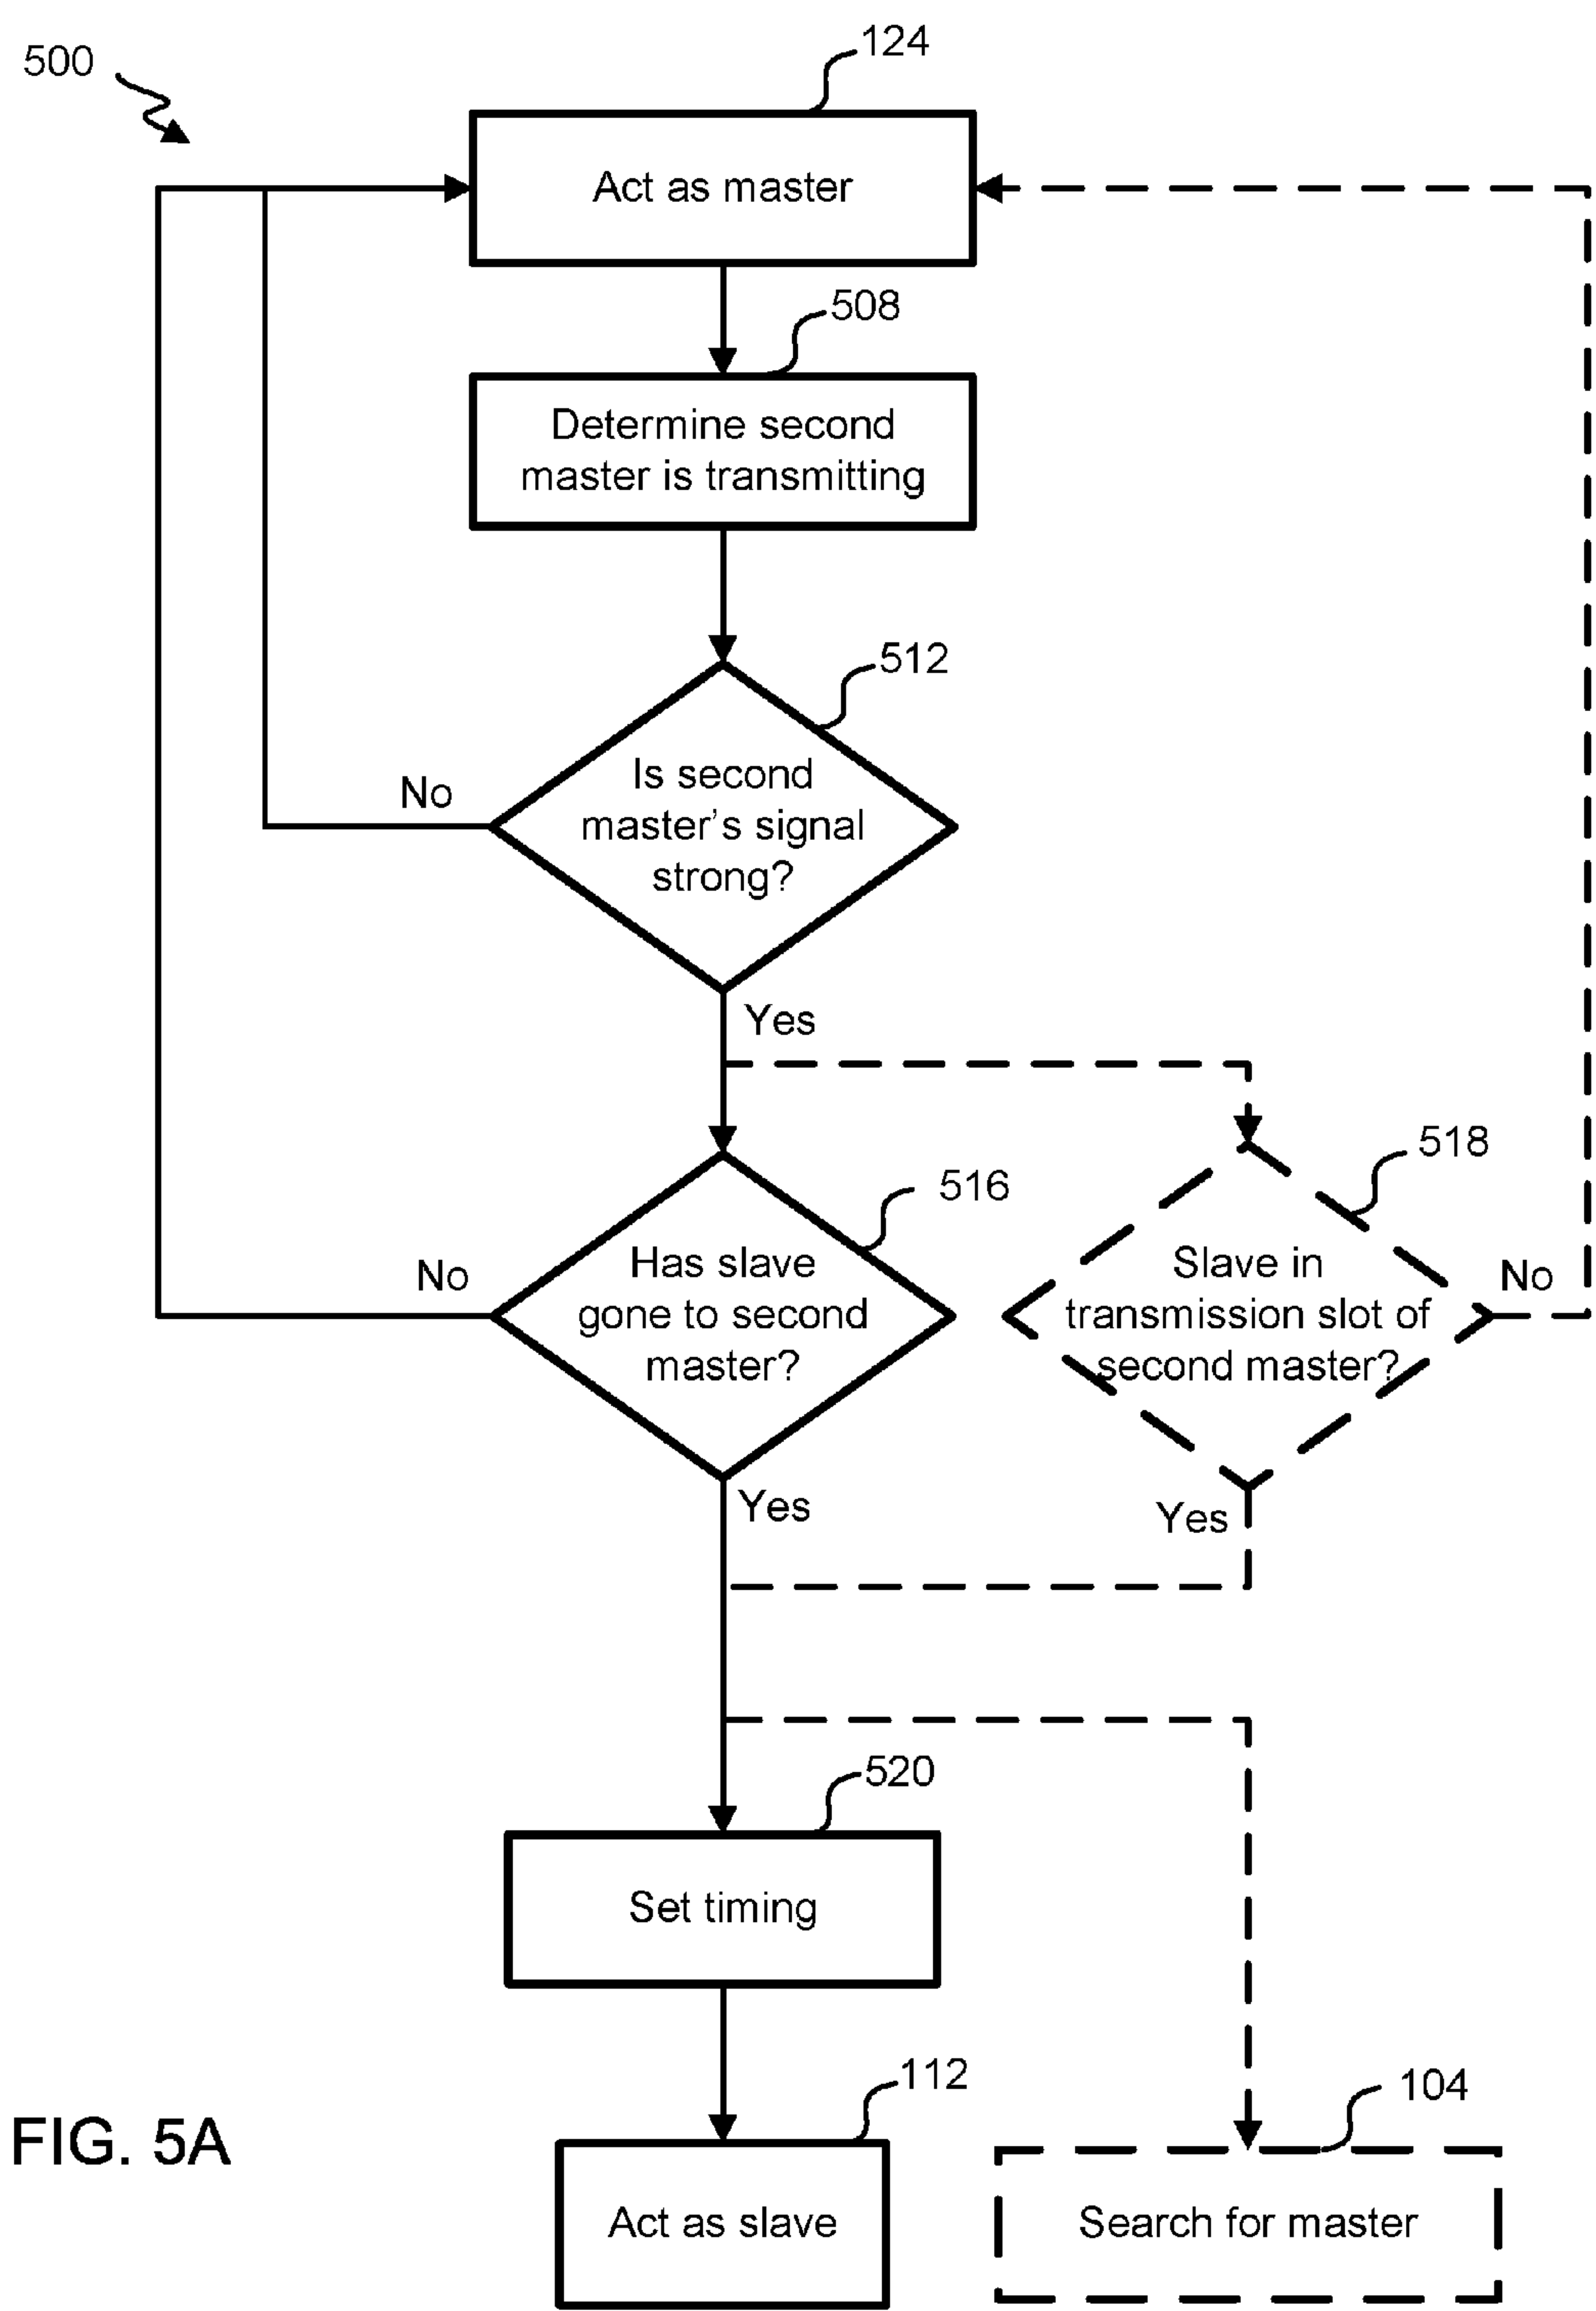 500
124
Act as master
508
Determine second
master is transmitting
512
Is second
master's signal
strong?
No
Yes
516
Has slave
gone to second
master?
No
Yes
518
Slave in
transmission slot of
second master?
No
Yes
520
Set timing
112
Act as slave
104
Search for master
FIG. 5A